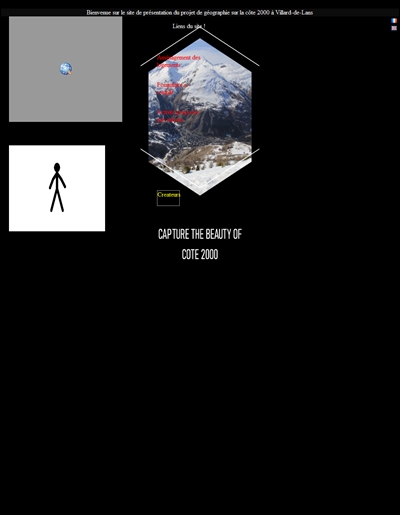 Bienvenue sur le site de présentation du projet de géographie sur la côte 2000 à Villard-de-Lans
Liens du site !
Createurs
CAPTURE THE BEAUTY OF
COTE 2000